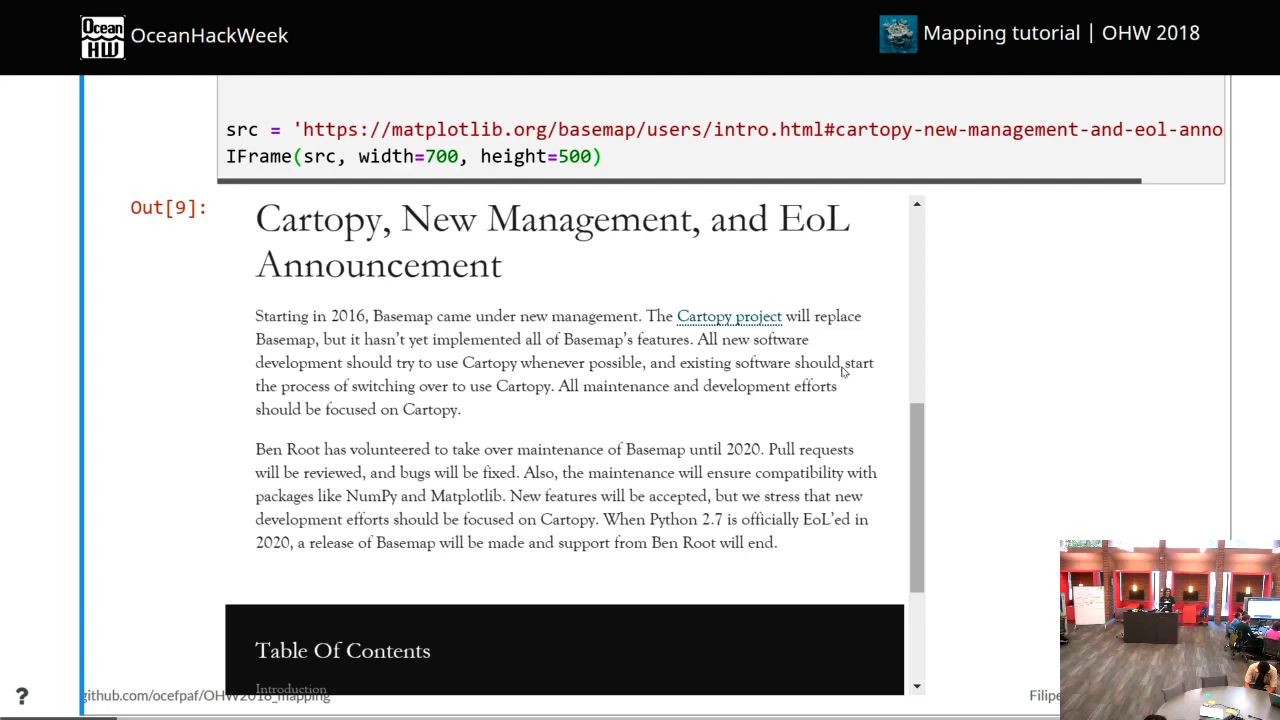 Ocean
HW
OceanHackWeek
Mapping tutorial | OHW 2018
src = 'https://matplotlib.org/basemap/users/intro.html#cartopy-new-management-and-eol-anno
IFrame(src, width=700, height=500)
Out[9]:
Cartopy, New Management, and EoL
Announcement
Starting in 2016, Basemap came under new management. The Cartopy project will replace
Basemap, but it hasn't yet implemented all of Basemap's features. All new software
development should try to use Cartopy whenever possible, and existing software should start
the process of switching over to use Cartopy. All maintenance and development efforts
should be focused on Cartopy.
Ben Root has volunteered to take over maintenance of Basemap until 2020. Pull requests
will be reviewed, and bugs will be fixed. Also, the maintenance will ensure compatibility with
packages like NumPy and Matplotlib. New features will be accepted, but we stress that new
development efforts should be focused on Cartopy. When Python 2.7 is officially EoL'ed in
2020, a release of Basemap will be made and support from Ben Root will end.
Table Of Contents
Introduction
? github.com/ocefpaf/OHW2018_mapping
Filipe